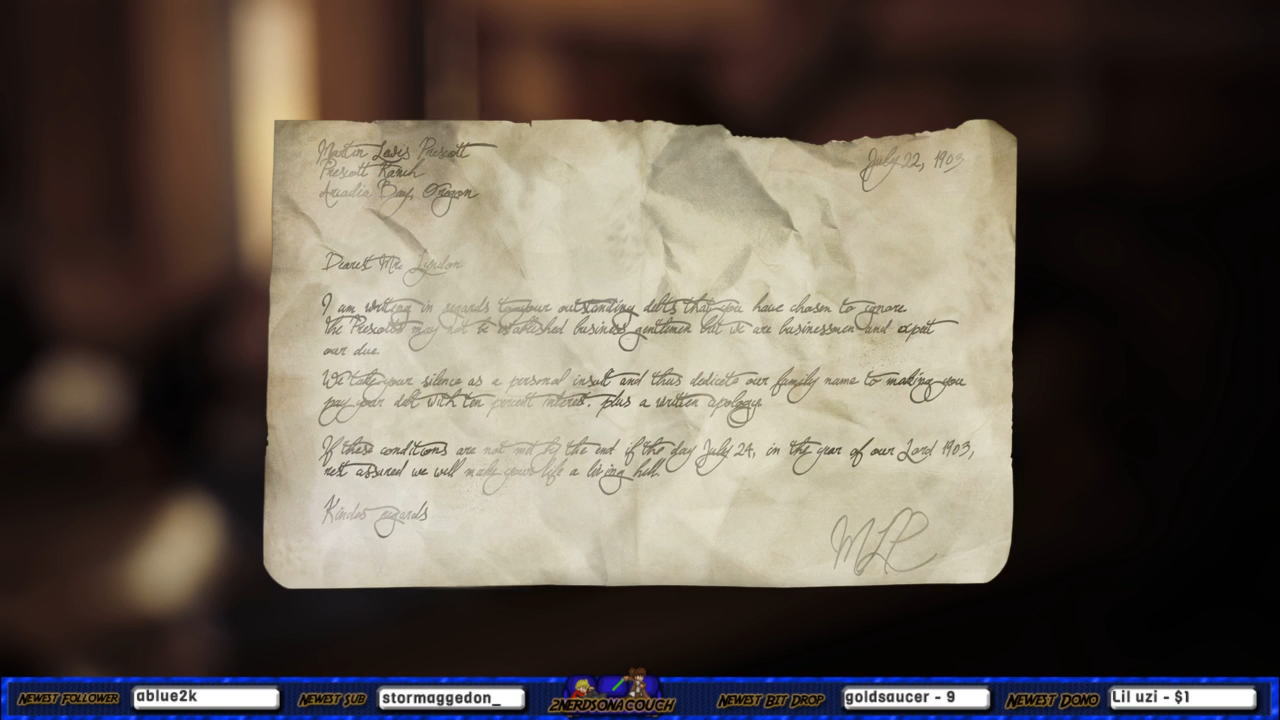 Martin Lewis Prescott
July 22, 1903
Prescott Ranch
Arcadia Bay, Oregon
Dearest Mr. Lyndon
I am writing in regards to your outstanding debts that you have chosen to ignore.
The Prescotts may not be established business gentlemen but we are businessmen and expect
our due.
We take your silence as a personal insult and thus dedicate our family name to making you
pay your debt with ten percent interest, plus a written apology.
If these conditions are not met by the end if the day July 24, in the year of our Lord 1903,
rest assured we will make your life a living hell.
Kindest regards
MLP
NEWEST FOLLOWER ablue2k NEWEST SUB stormaggedon_ 2NERDSONACOUCH NEWEST BIT DROP goldsaucer - 9 NEWEST DONO Lil uzi - $1